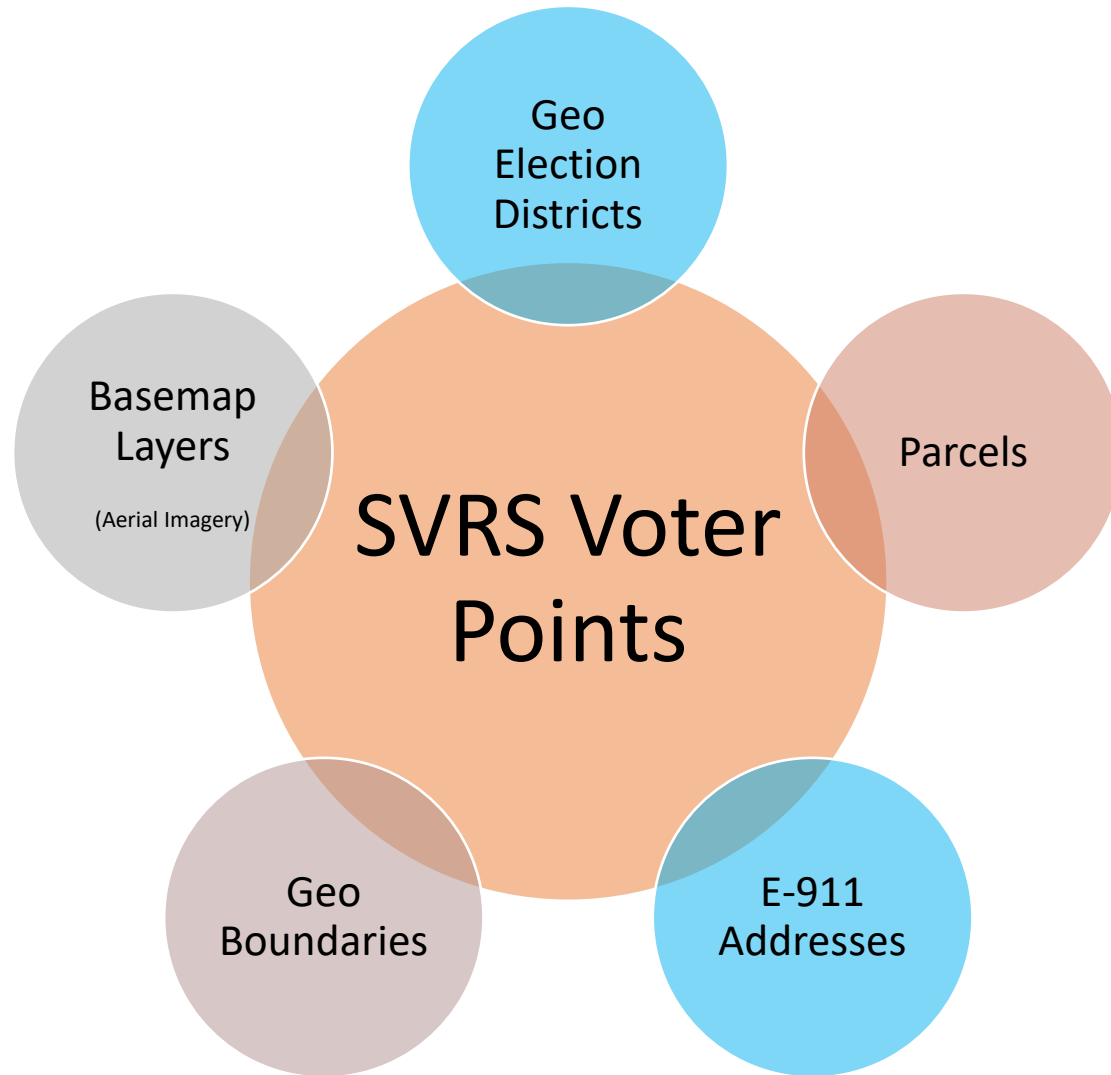 Geo
Election
Districts
Basemap
Layers
(Aerial Imagery)
Parcels
SVRS Voter
Points
Geo
Boundaries
E-911
Addresses